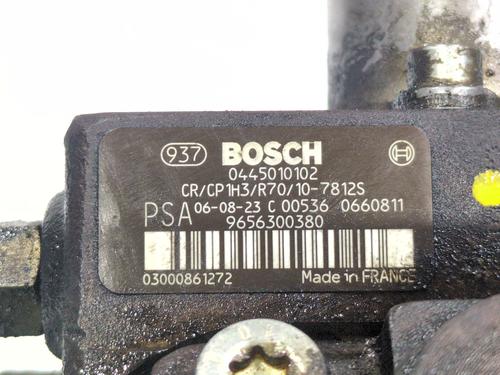 937 BOSCH
0445010102
CR/CP1H3/R70/10-7812S
PSA 06-08-23 C 00536 0660811
9656300380
03000861272 Made in FRANCE